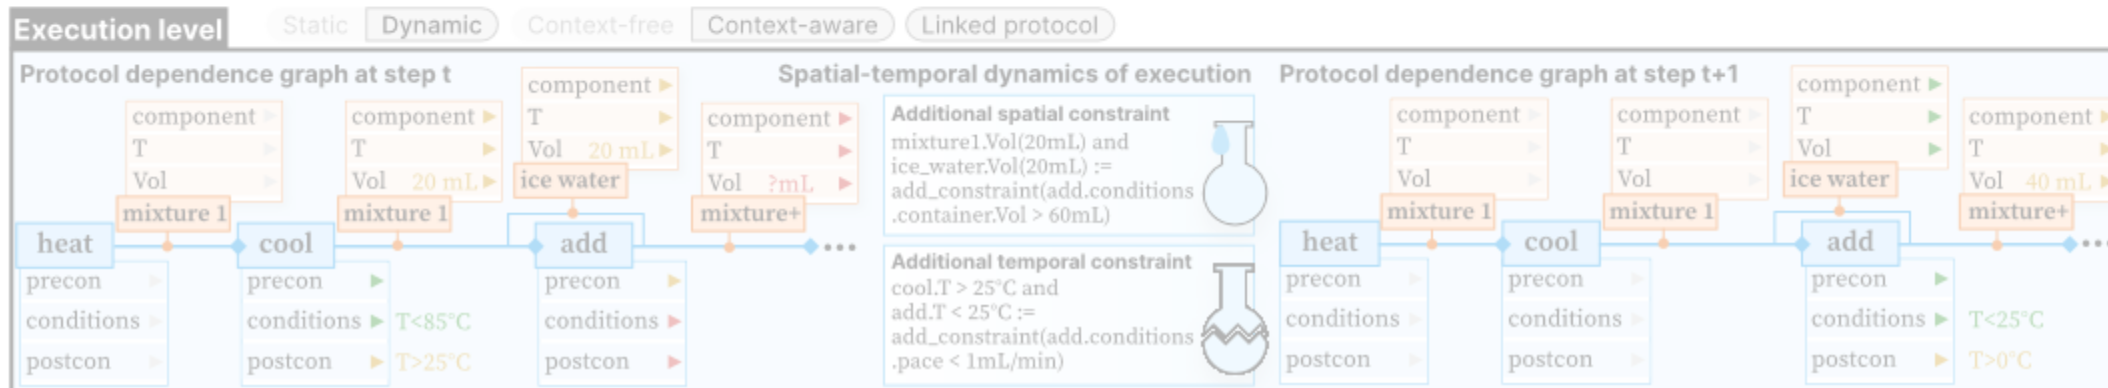 Execution level
Static Dynamic Context-free Context-aware Linked protocol
Protocol dependence graph at step t
component
T
Vol
mixture 1
component
T
Vol 20 mL
mixture 1
component
T
Vol 20 mL
ice water
component
T
Vol ?mL
mixture+
heat
cool
add
...
precon
conditions
postcon
precon
conditions T<85°C
postcon T>25°C
precon
conditions
postcon
Spatial-temporal dynamics of execution
Additional spatial constraint
mixture1.Vol(20mL) and
ice_water.Vol(20mL) :=
add_constraint(add.conditions
.container.Vol > 60mL)
Additional temporal constraint
cool.T > 25°C and
add.T < 25°C :=
add_constraint(add.conditions
.pace < 1mL/min)
Protocol dependence graph at step t+1
component
T
Vol
mixture 1
component
T
Vol
mixture 1
component
T
Vol
ice water
component
T
Vol 40 mL
mixture+
heat
cool
add
...
precon
conditions
postcon
precon
conditions
postcon
precon
conditions T<25°C
postcon T>0°C